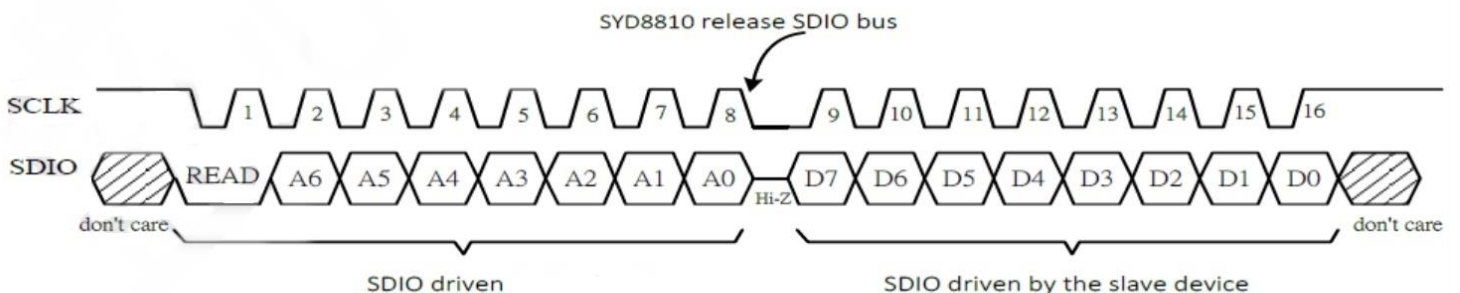 SYD8810 release SDIO bus
SCLK 1 2 3 4 5 6 7 8 9 10 11 12 13 14 15 16
SDIO READ A6 A5 A4 A3 A2 A1 A0 Hi-Z D7 D6 D5 D4 D3 D2 D1 D0
don't care don't care
SDIO driven SDIO driven by the slave device